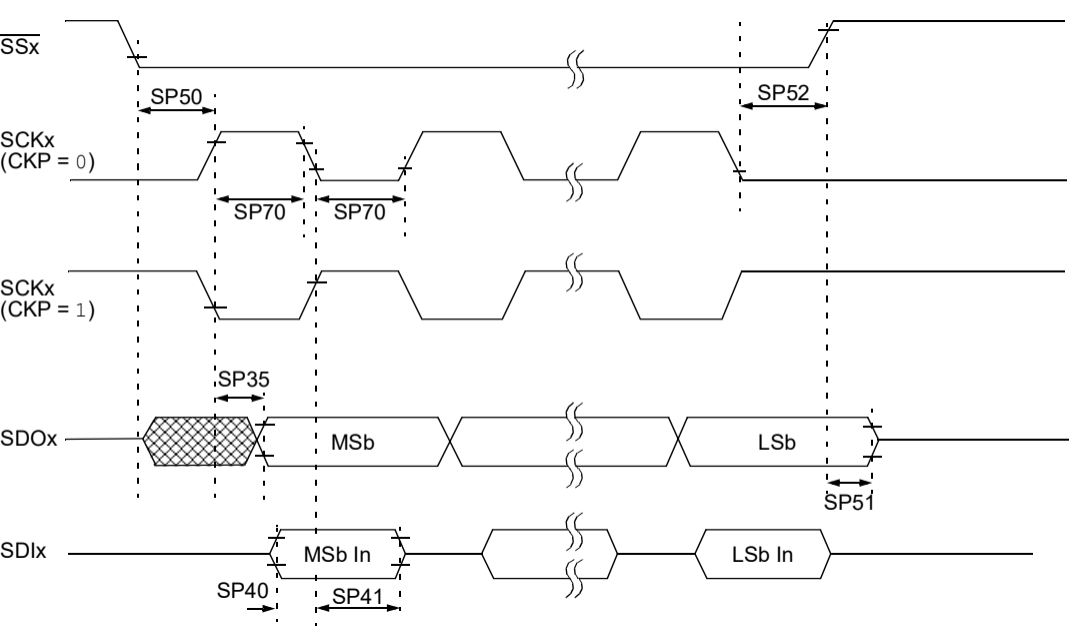 SSx
SP50
SP52
SCKx
(CKP = 0)
SP70
SP70
SCKx
(CKP = 1)
SP35
SDOx
MSb
LSb
SP51
SDIx
MSb In
LSb In
SP40
SP41